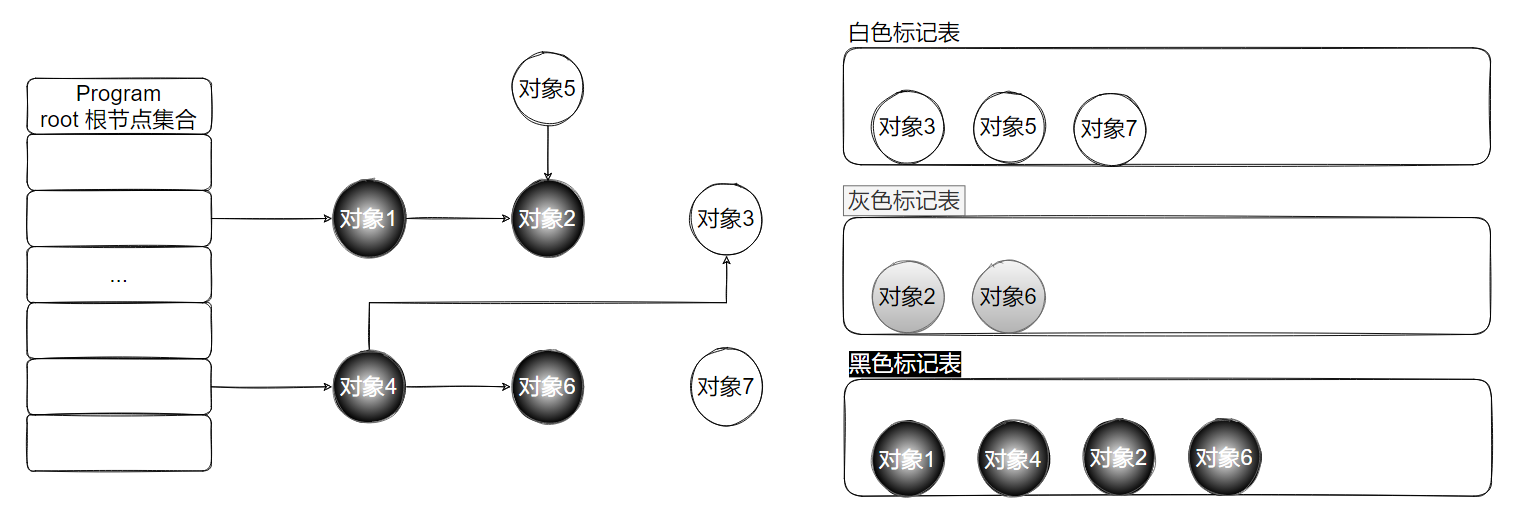 Program
root 根节点集合
...
对象5
对象1
对象2
对象3
对象4
对象6
对象7
白色标记表
对象3
对象5
对象7
灰色标记表
对象2
对象6
黑色标记表
对象1
对象4
对象2
对象6